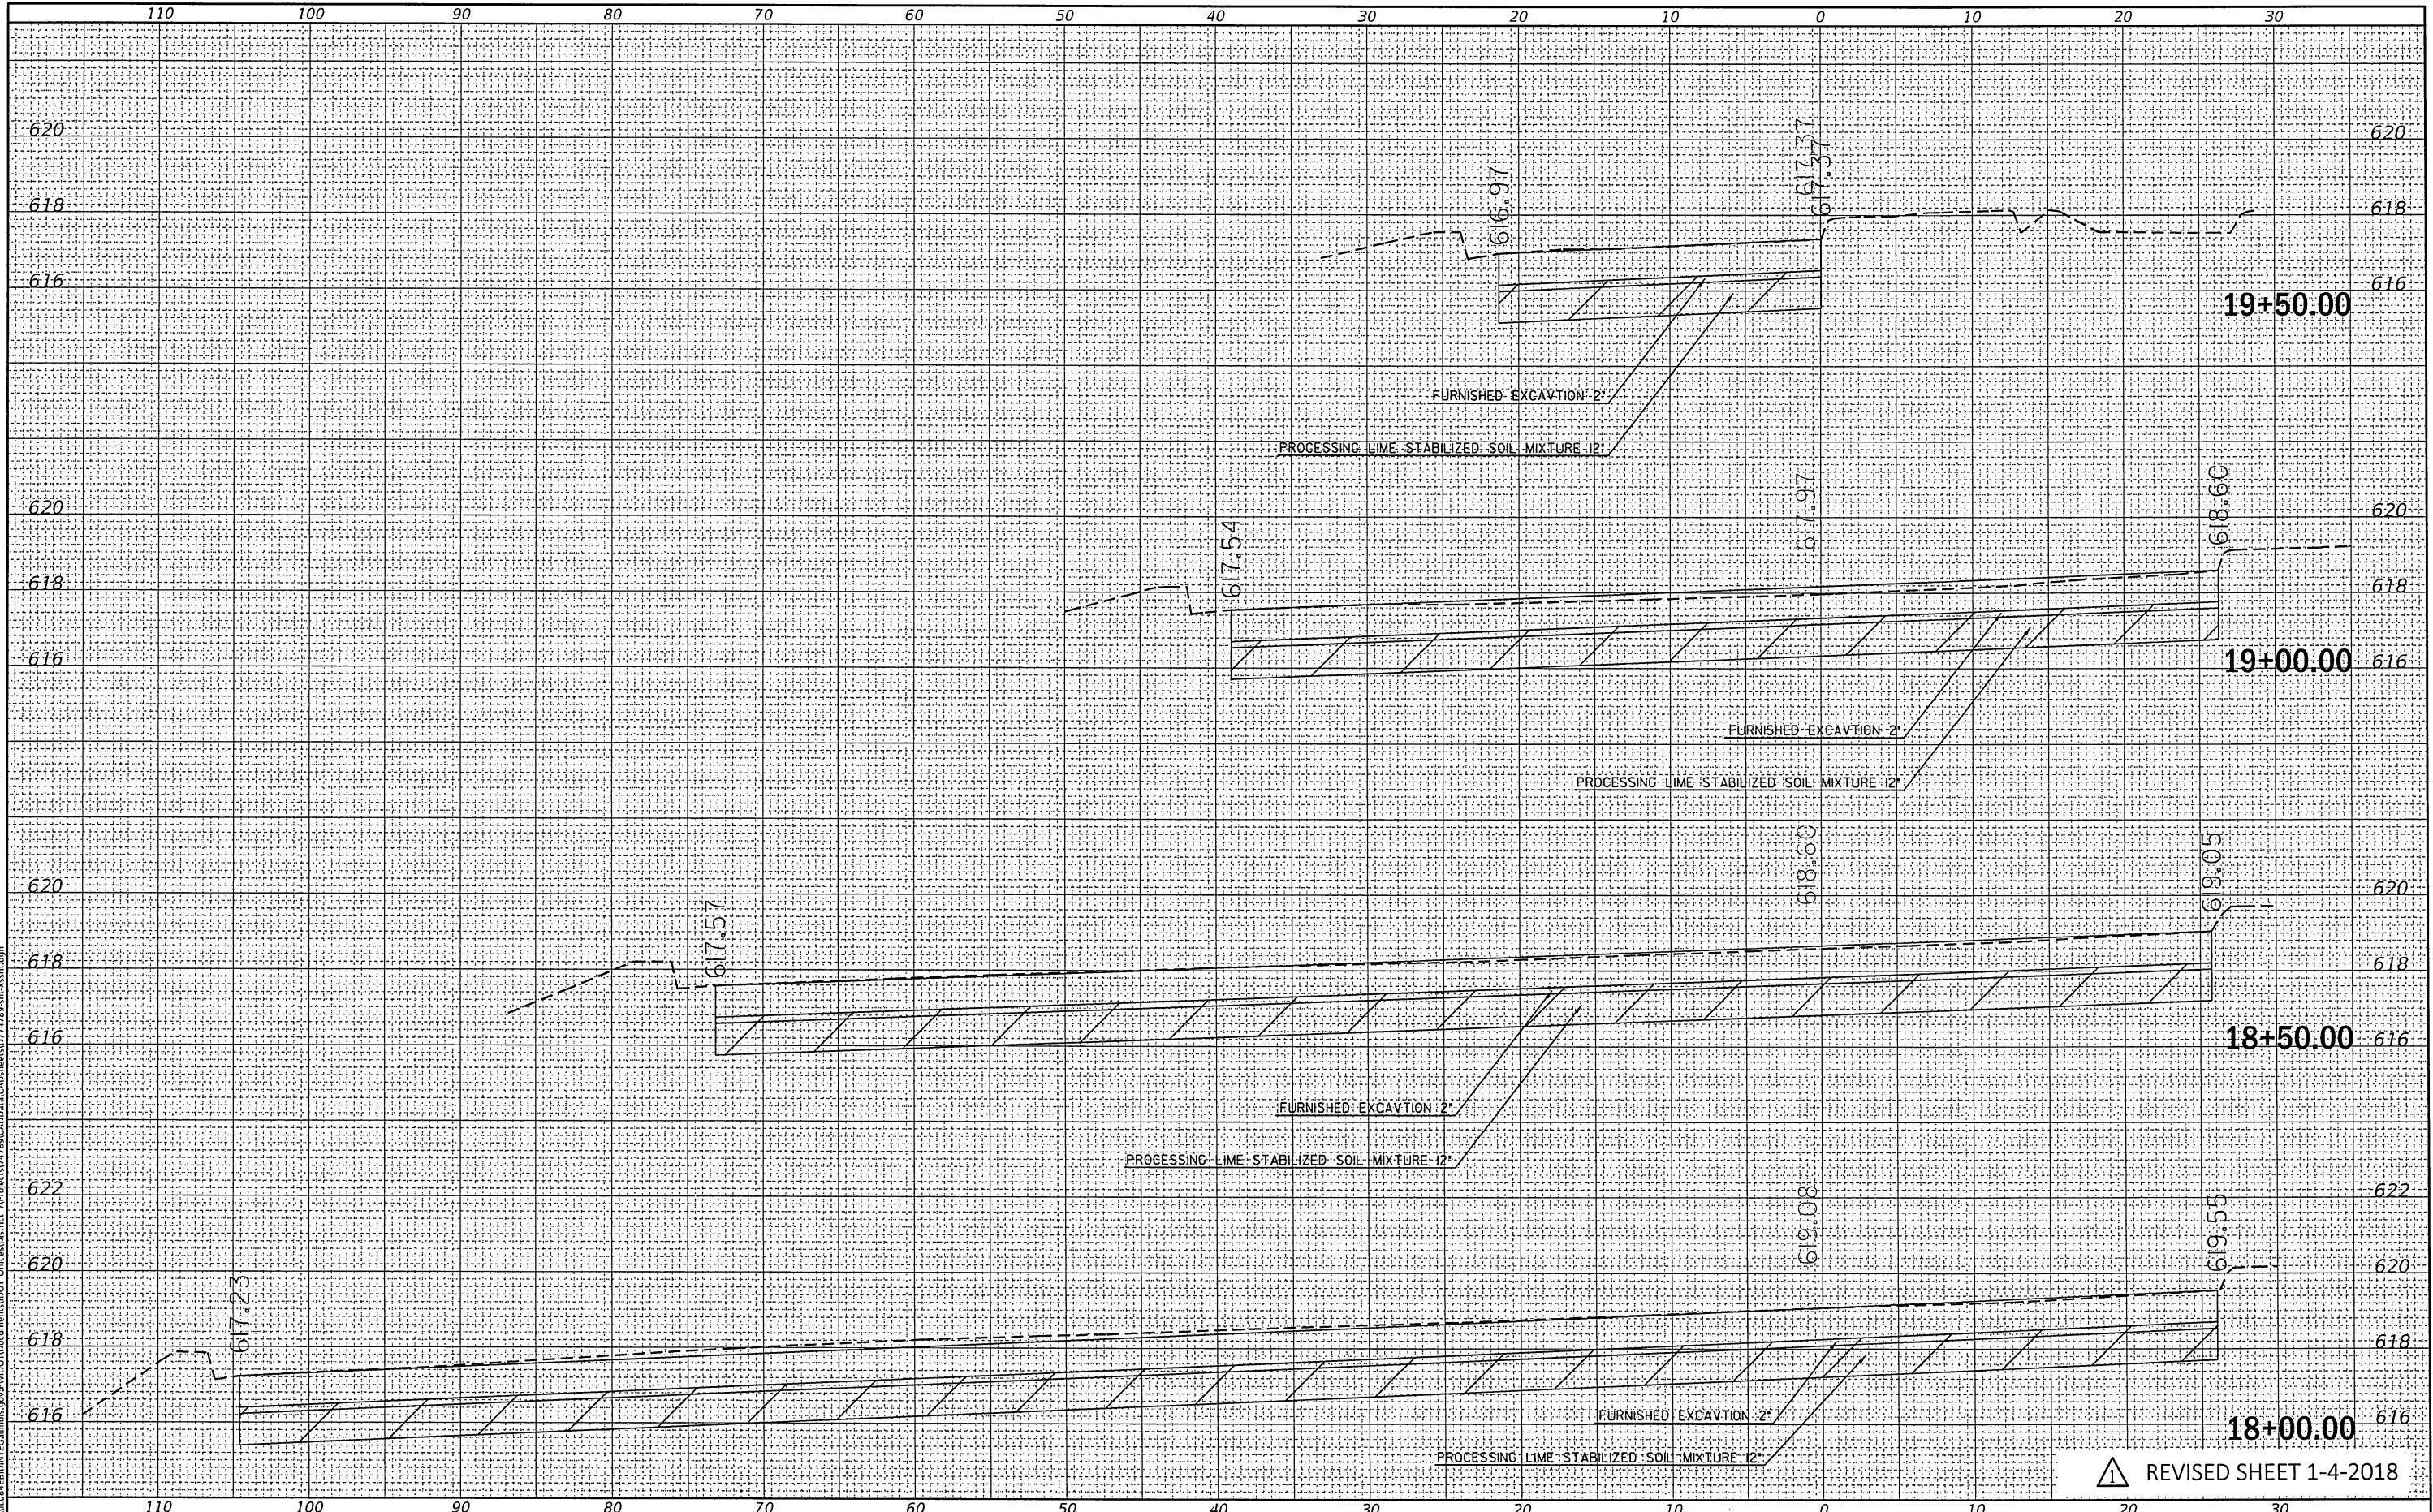 110 100 90 80 70 60 50 40 30 20 10 0 10 20 30
620 620
617.37
617.37
616.97
618 618
616 616
19+50.00
FURNISHED EXCAVTION 2"
PROCESSING LIME STABILIZED SOIL MIXTURE 12"
617.97
618.60
620 620
617.54
618
616 616
19+00.00
FURNISHED EXCAVTION 2"
PROCESSING LIME STABILIZED SOIL MIXTURE 12"
618.60
619.05
620 620
617.57
618 618
616 616
18+50.00
FURNISHED EXCAVTION 2"
PROCESSING LIME STABILIZED SOIL MIXTURE 12"
622 622
619.08
619.55
620 620
617.23
618 618
616 616
FURNISHED EXCAVTION 2"
18+00.00
PROCESSING LIME STABILIZED SOIL MIXTURE 12"
1 REVISED SHEET 1-4-2018
110 100 90 80 70 60 50 40 30 20 10 0 10 20 30